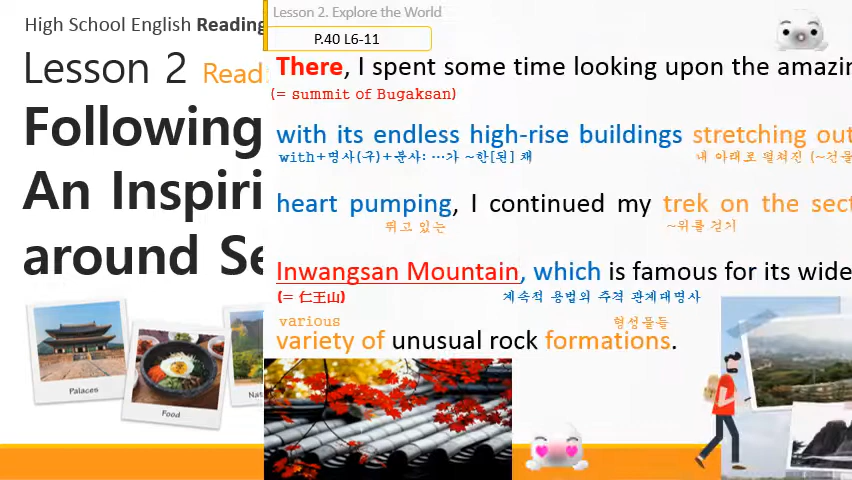 High School English Reading
Lesson 2
Following
An
around
Palaces
Food
Lesson 2. Explore the World
P.40 L6-11
There, I spent some time looking upon the
(= summit of Bugaksan)
with its endless high-rise buildings stretching out
with+명사(구)+분사: …가 ~한[된] 채
내 아래로 펼쳐진 (~건물
heart pumping, I continued my trek on the
뛰고 있는
~위를 걷기
Inwangsan Mountain, which is famous for its wide
(= 仁王山)
계속적 용법의 주격 관계대명사
various
형성물들
variety of unusual rock formations.